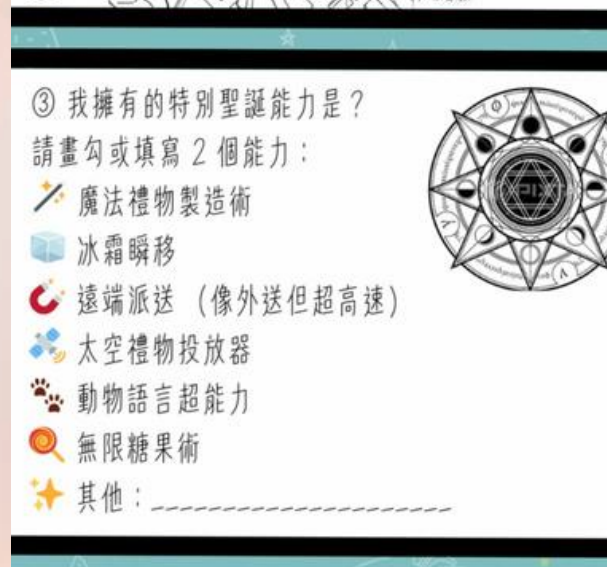 ③ 我擁有的特別聖誕能力是？
請畫勾或填寫 2 個能力：
魔法禮物製造術
冰霜瞬移
遠端派送 （像外送但超高速）
太空禮物投放器
動物語言超能力
無限糖果術
其他：_____________________